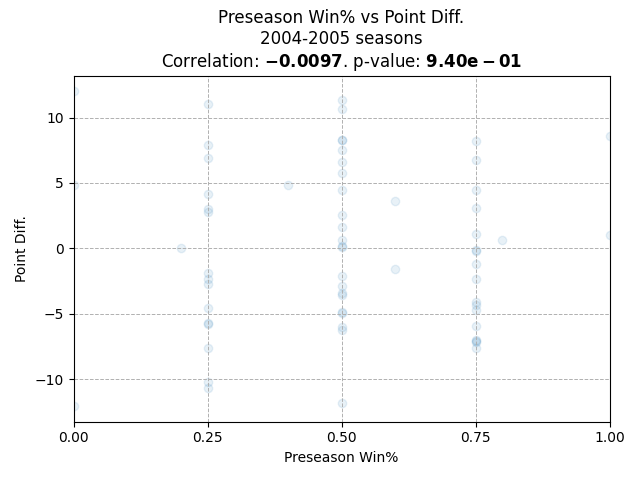 Preseason Win% vs Point Diff.
2004-2005 seasons
Correlation: −0.0097. p-value: 9.40e − 01
10
5
0
−5
−10
Point Diff.
0.00 0.25 0.50 0.75 1.00
Preseason Win%